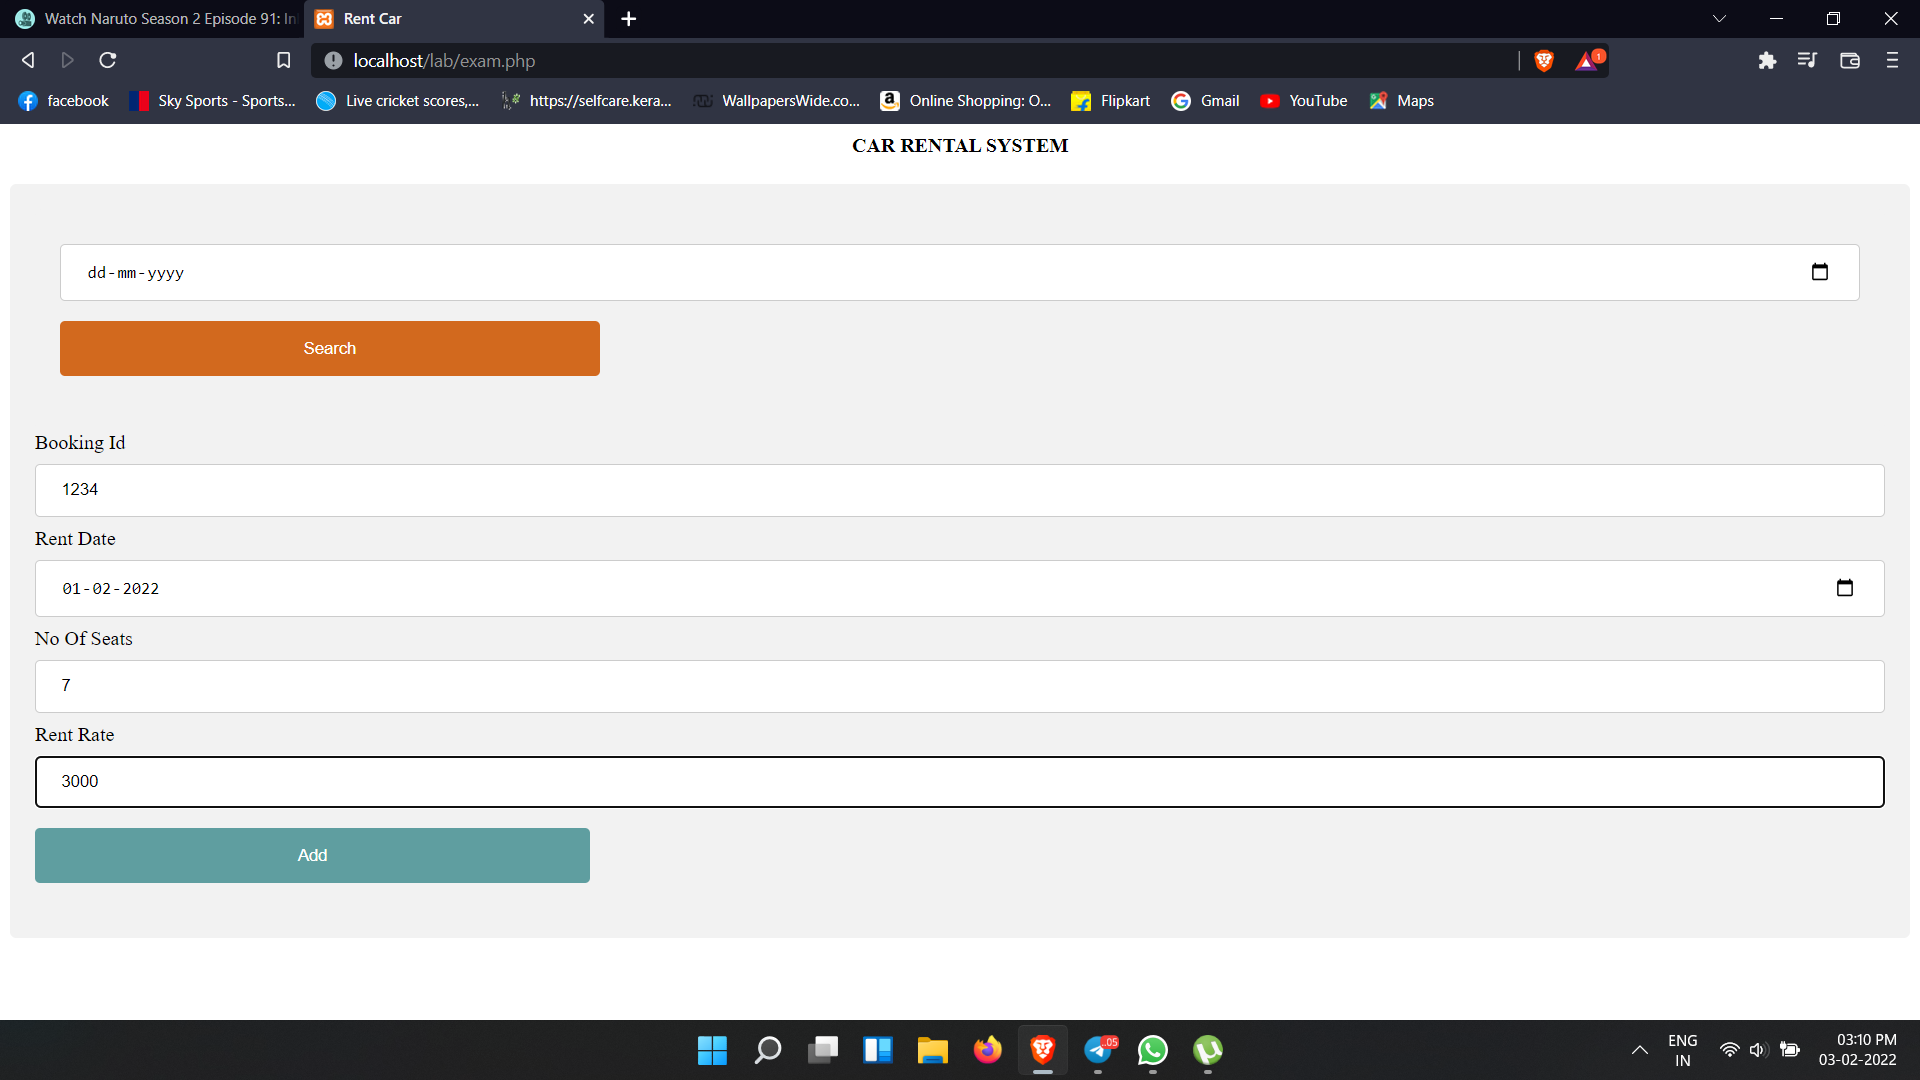 Watch Naruto Season 2 Episode 91: In
Rent Car
localhost/lab/exam.php
1
facebook
Sky Sports - Sports...
Live cricket scores,...
https://selfcare.kera...
WallpapersWide.co...
Online Shopping: O...
Flipkart
Gmail
YouTube
Maps
CAR RENTAL SYSTEM
dd-mm-yyyy
Search
Booking Id
1234
Rent Date
01-02-2022
No Of Seats
7
Rent Rate
3000
Add
..05
ENG
IN
03:10 PM
03-02-2022